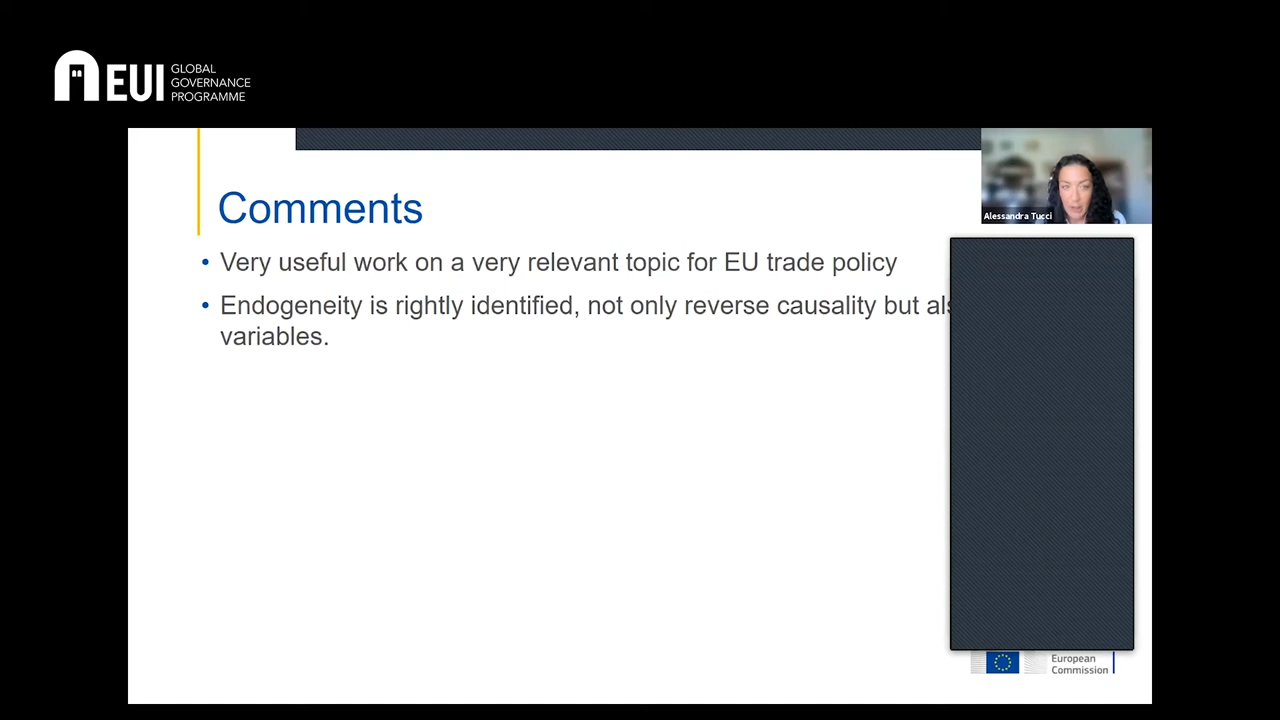 EUI
GLOBAL
GOVERNANCE
PROGRAMME
Alessandra Tucci
Comments
• Very useful work on a very relevant topic for EU trade policy
• Endogeneity is rightly identified, not only reverse causality but
variables.
European
Commission